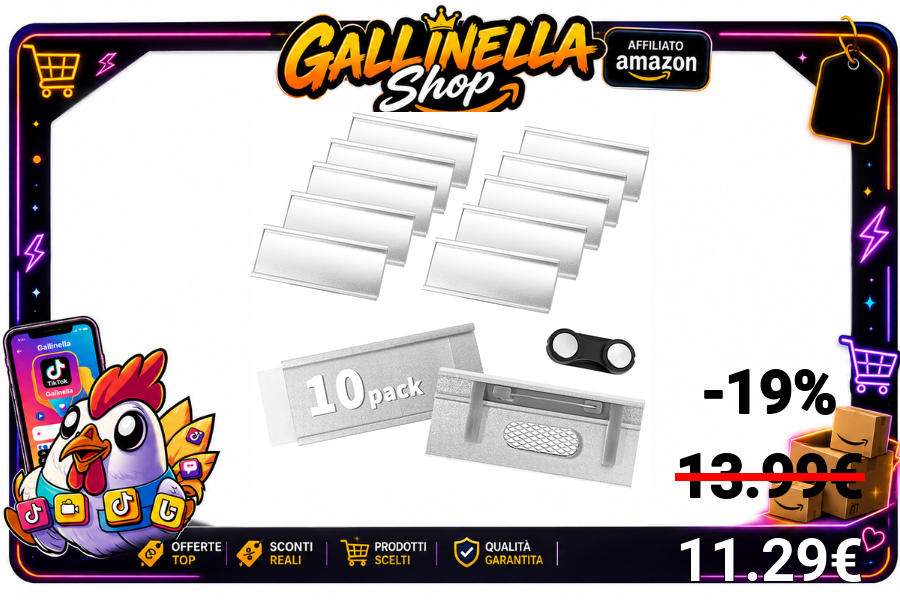 GALLINELLA
Shop
AFFILIATO
amazon
10 pack
Gallinella
TikTok
Gallinella
-19%
13.99€
11.29€
OFFERTE
TOP
SCONTI
REALI
PRODOTTI
SCELTI
QUALITÀ
GARANTITA